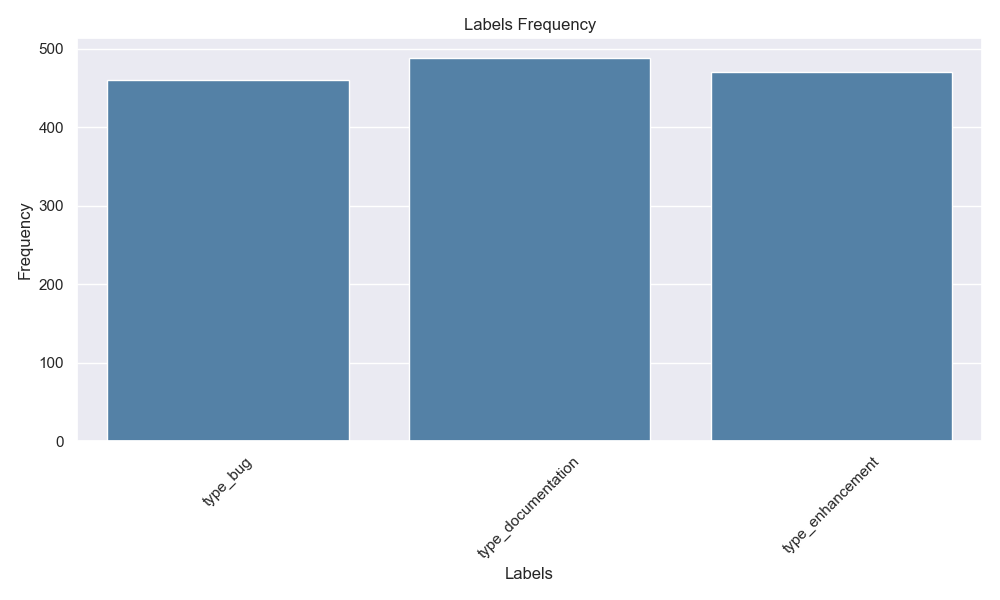 Labels Frequency
Frequency
500
400
300
200
100
0
type_bug
type_documentation
type_enhancement
Labels